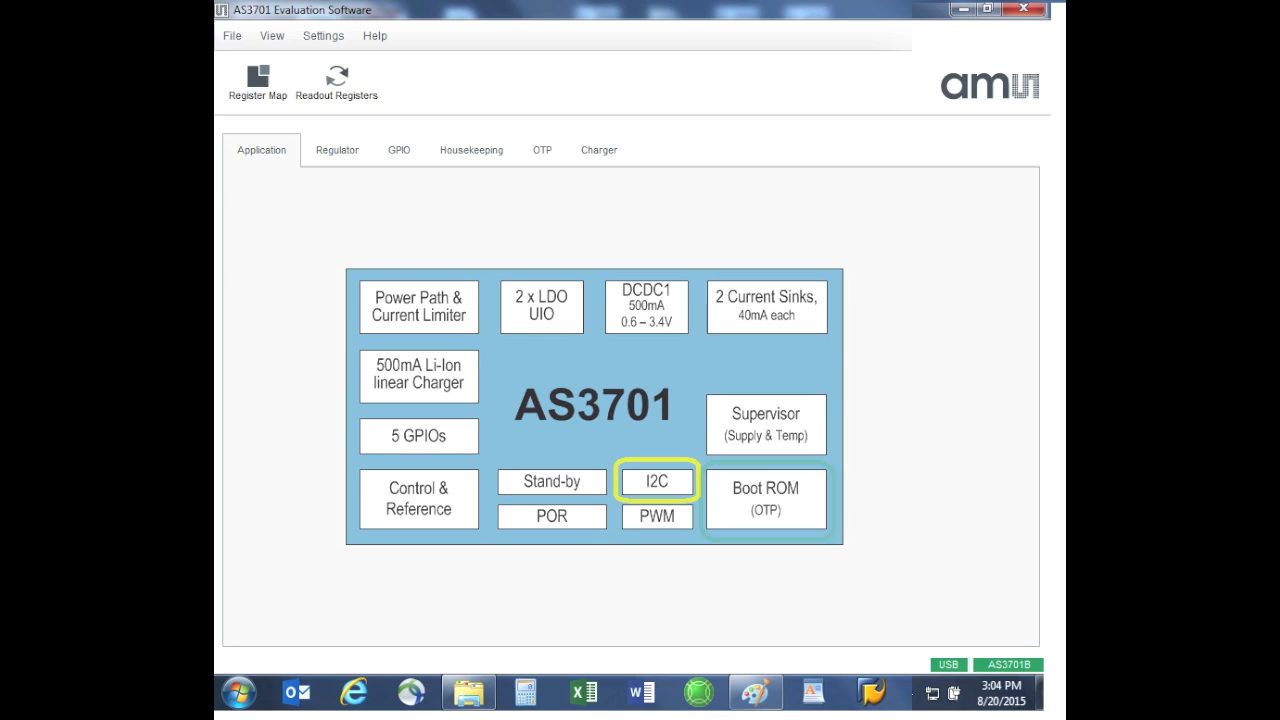 AS3701 Evaluation Software
File View Settings Help
Register Map Readout Registers
amu
Application Regulator GPIO Housekeeping OTP Charger
Power Path &
Current Limiter
2 x LDO
UIO
DCDC1
500mA
0.6 – 3.4V
2 Current Sinks,
40mA each
500mA Li-Ion
linear Charger
AS3701
5 GPIOs
Supervisor
(Supply & Temp)
Control &
Reference
Stand-by
I2C
Boot ROM
(OTP)
POR
PWM
USB AS3701B
3:04 PM
8/20/2015